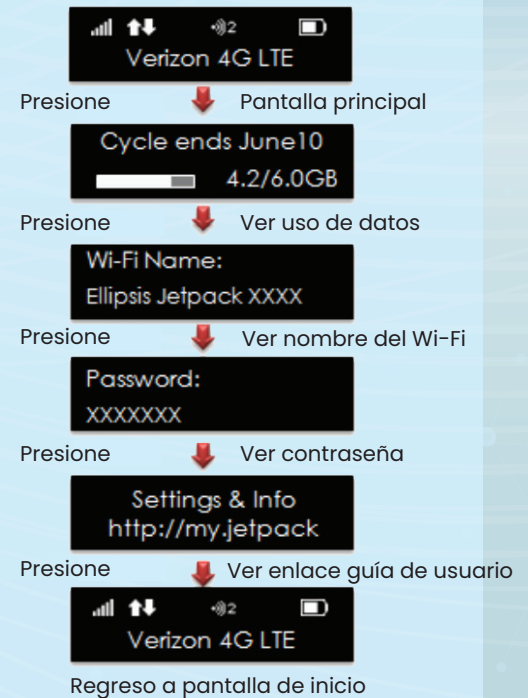 2
Verizon 4G LTE
Presione Pantalla principal
Cycle ends June10
4.2/6.0GB
Presione Ver uso de datos
Wi-Fi Name:
Ellipsis Jetpack XXXX
Presione Ver nombre del Wi-Fi
Password:
XXXXXXX
Presione Ver contraseña
Settings & Info
http://my.jetpack
Presione Ver enlace guía de usuario
2
Verizon 4G LTE
Regreso a pantalla de inicio